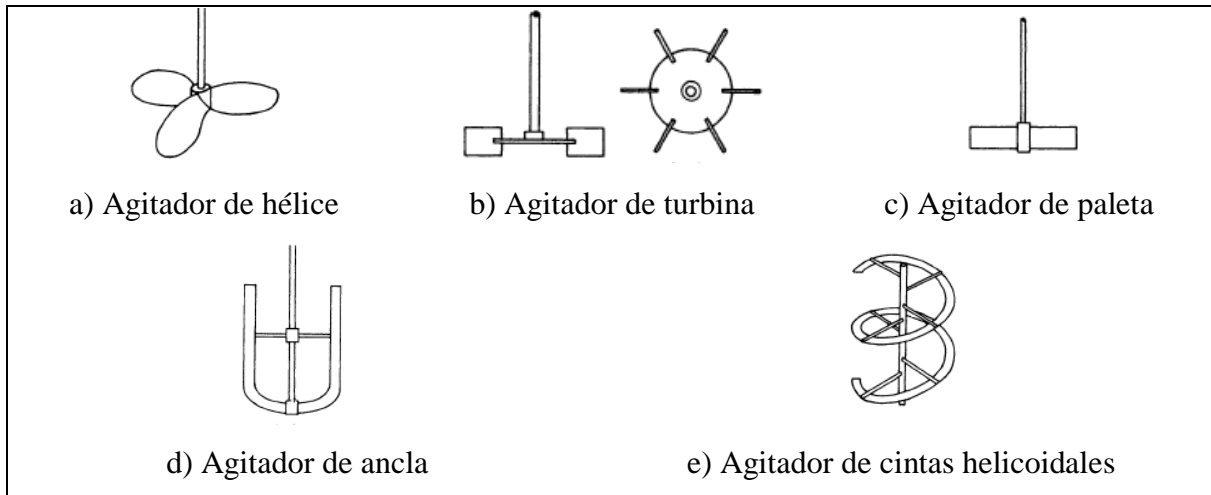 a) Agitador de hélice
b) Agitador de turbina
c) Agitador de paleta
d) Agitador de ancla
e) Agitador de cintas helicoidales